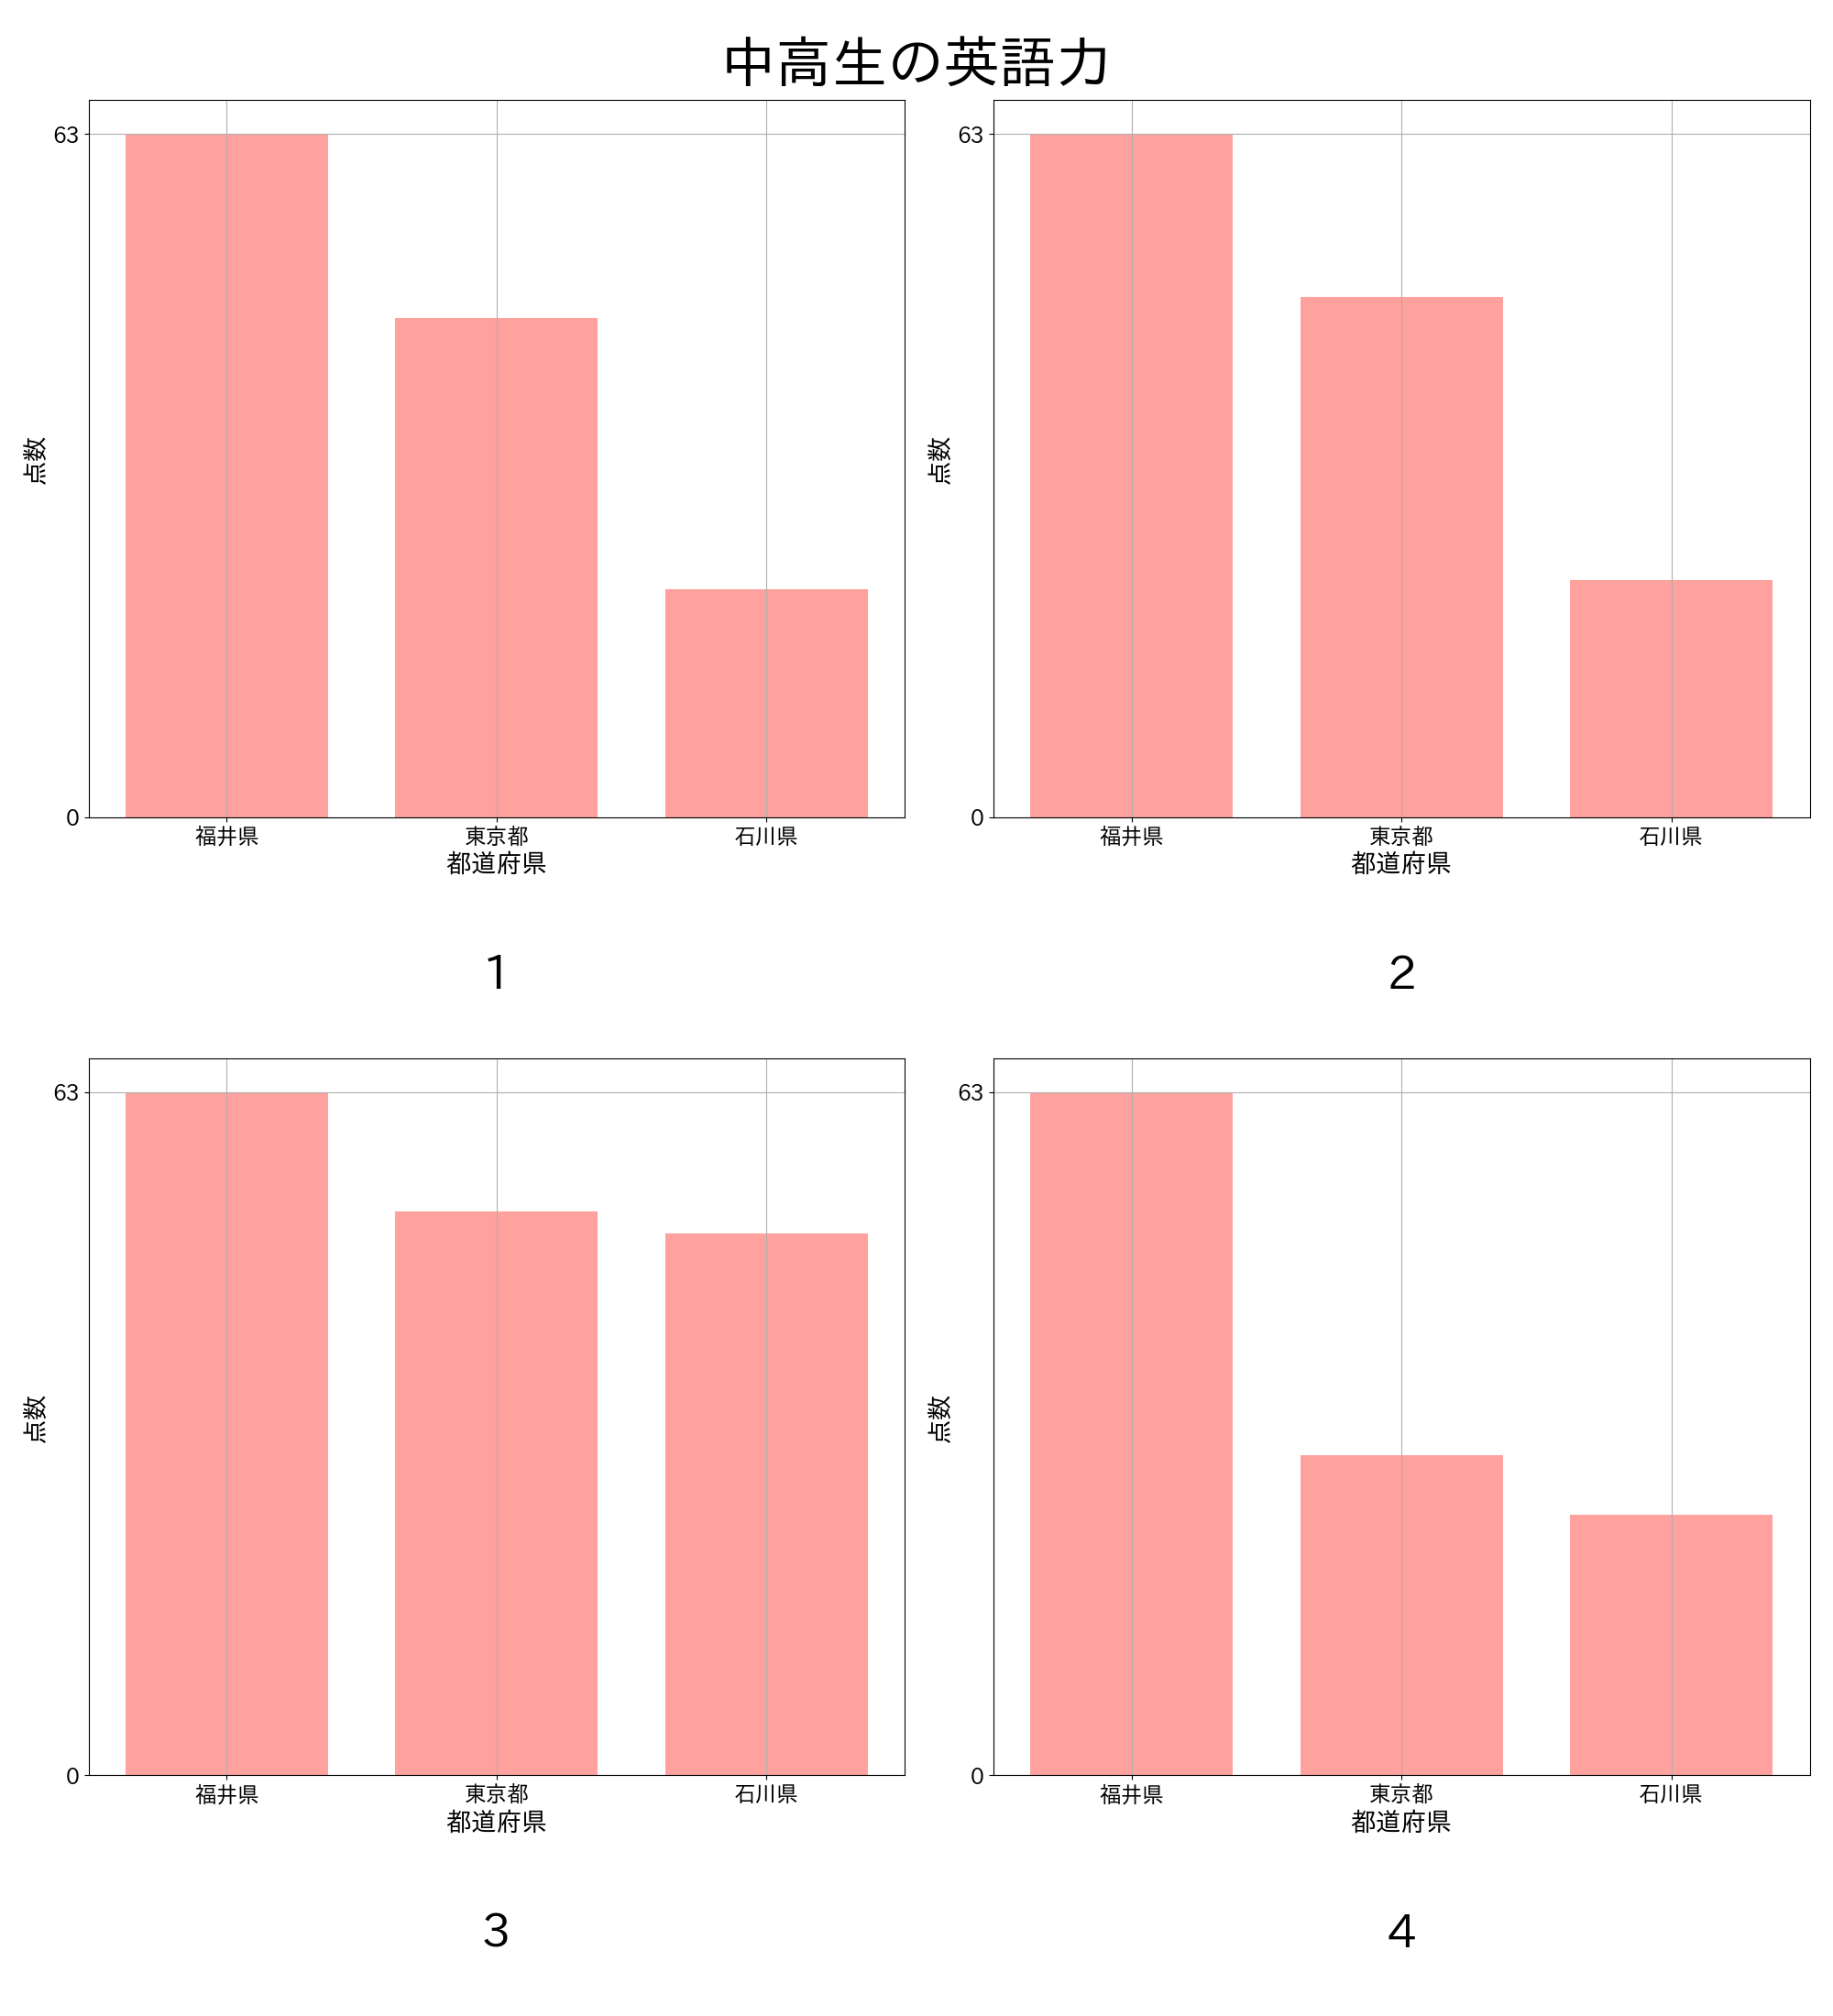 中高生の英語力
63
0
点数
福井県 東京都 石川県
都道府県
1
63
0
点数
福井県 東京都 石川県
都道府県
2
63
0
点数
福井県 東京都 石川県
都道府県
3
63
0
点数
福井県 東京都 石川県
都道府県
4